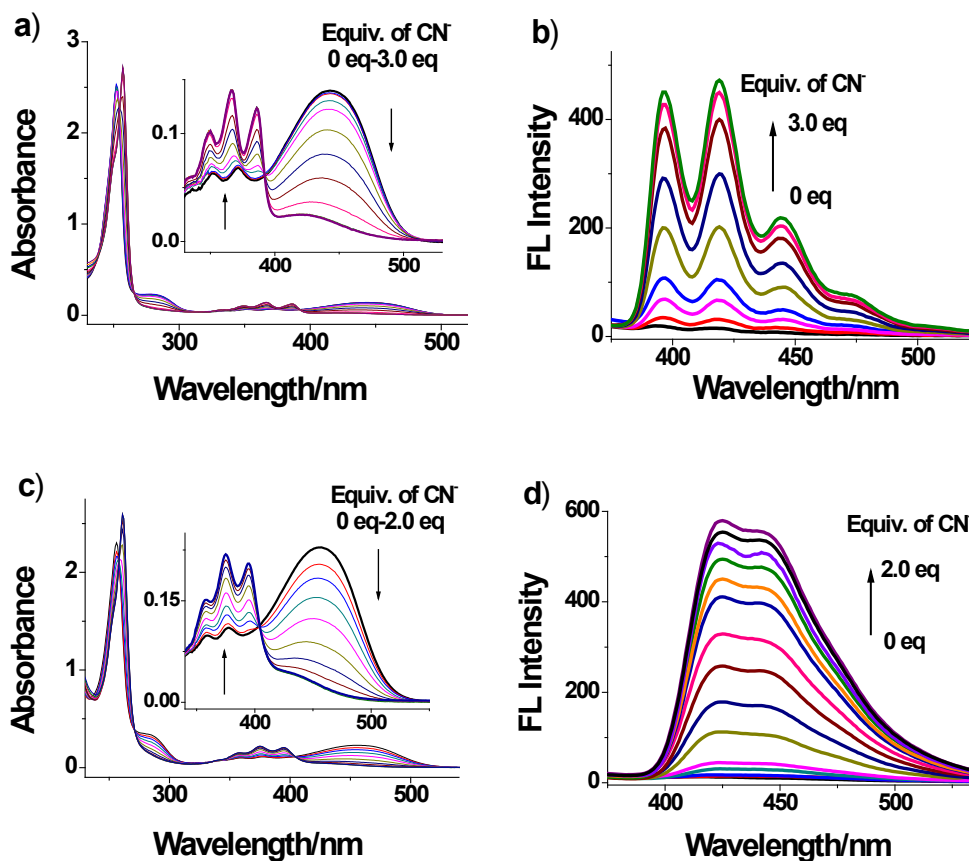 a)
Equiv. of CN⁻
0 eq-3.0 eq
3
2
1
0
Absorbance
0.1
0.0
400
500
300
400
500
Wavelength/nm
b)
Equiv. of CN⁻
3.0 eq
0 eq
400
200
0
FL Intensity
400
450
500
Wavelength/nm
c)
Equiv. of CN⁻
0 eq-2.0 eq
2
1
0
Absorbance
0.15
0.00
400
500
300
400
500
Wavelength/nm
d)
Equiv. of CN⁻
2.0 eq
0 eq
600
400
200
0
FL Intensity
400
450
500
Wavelength/nm